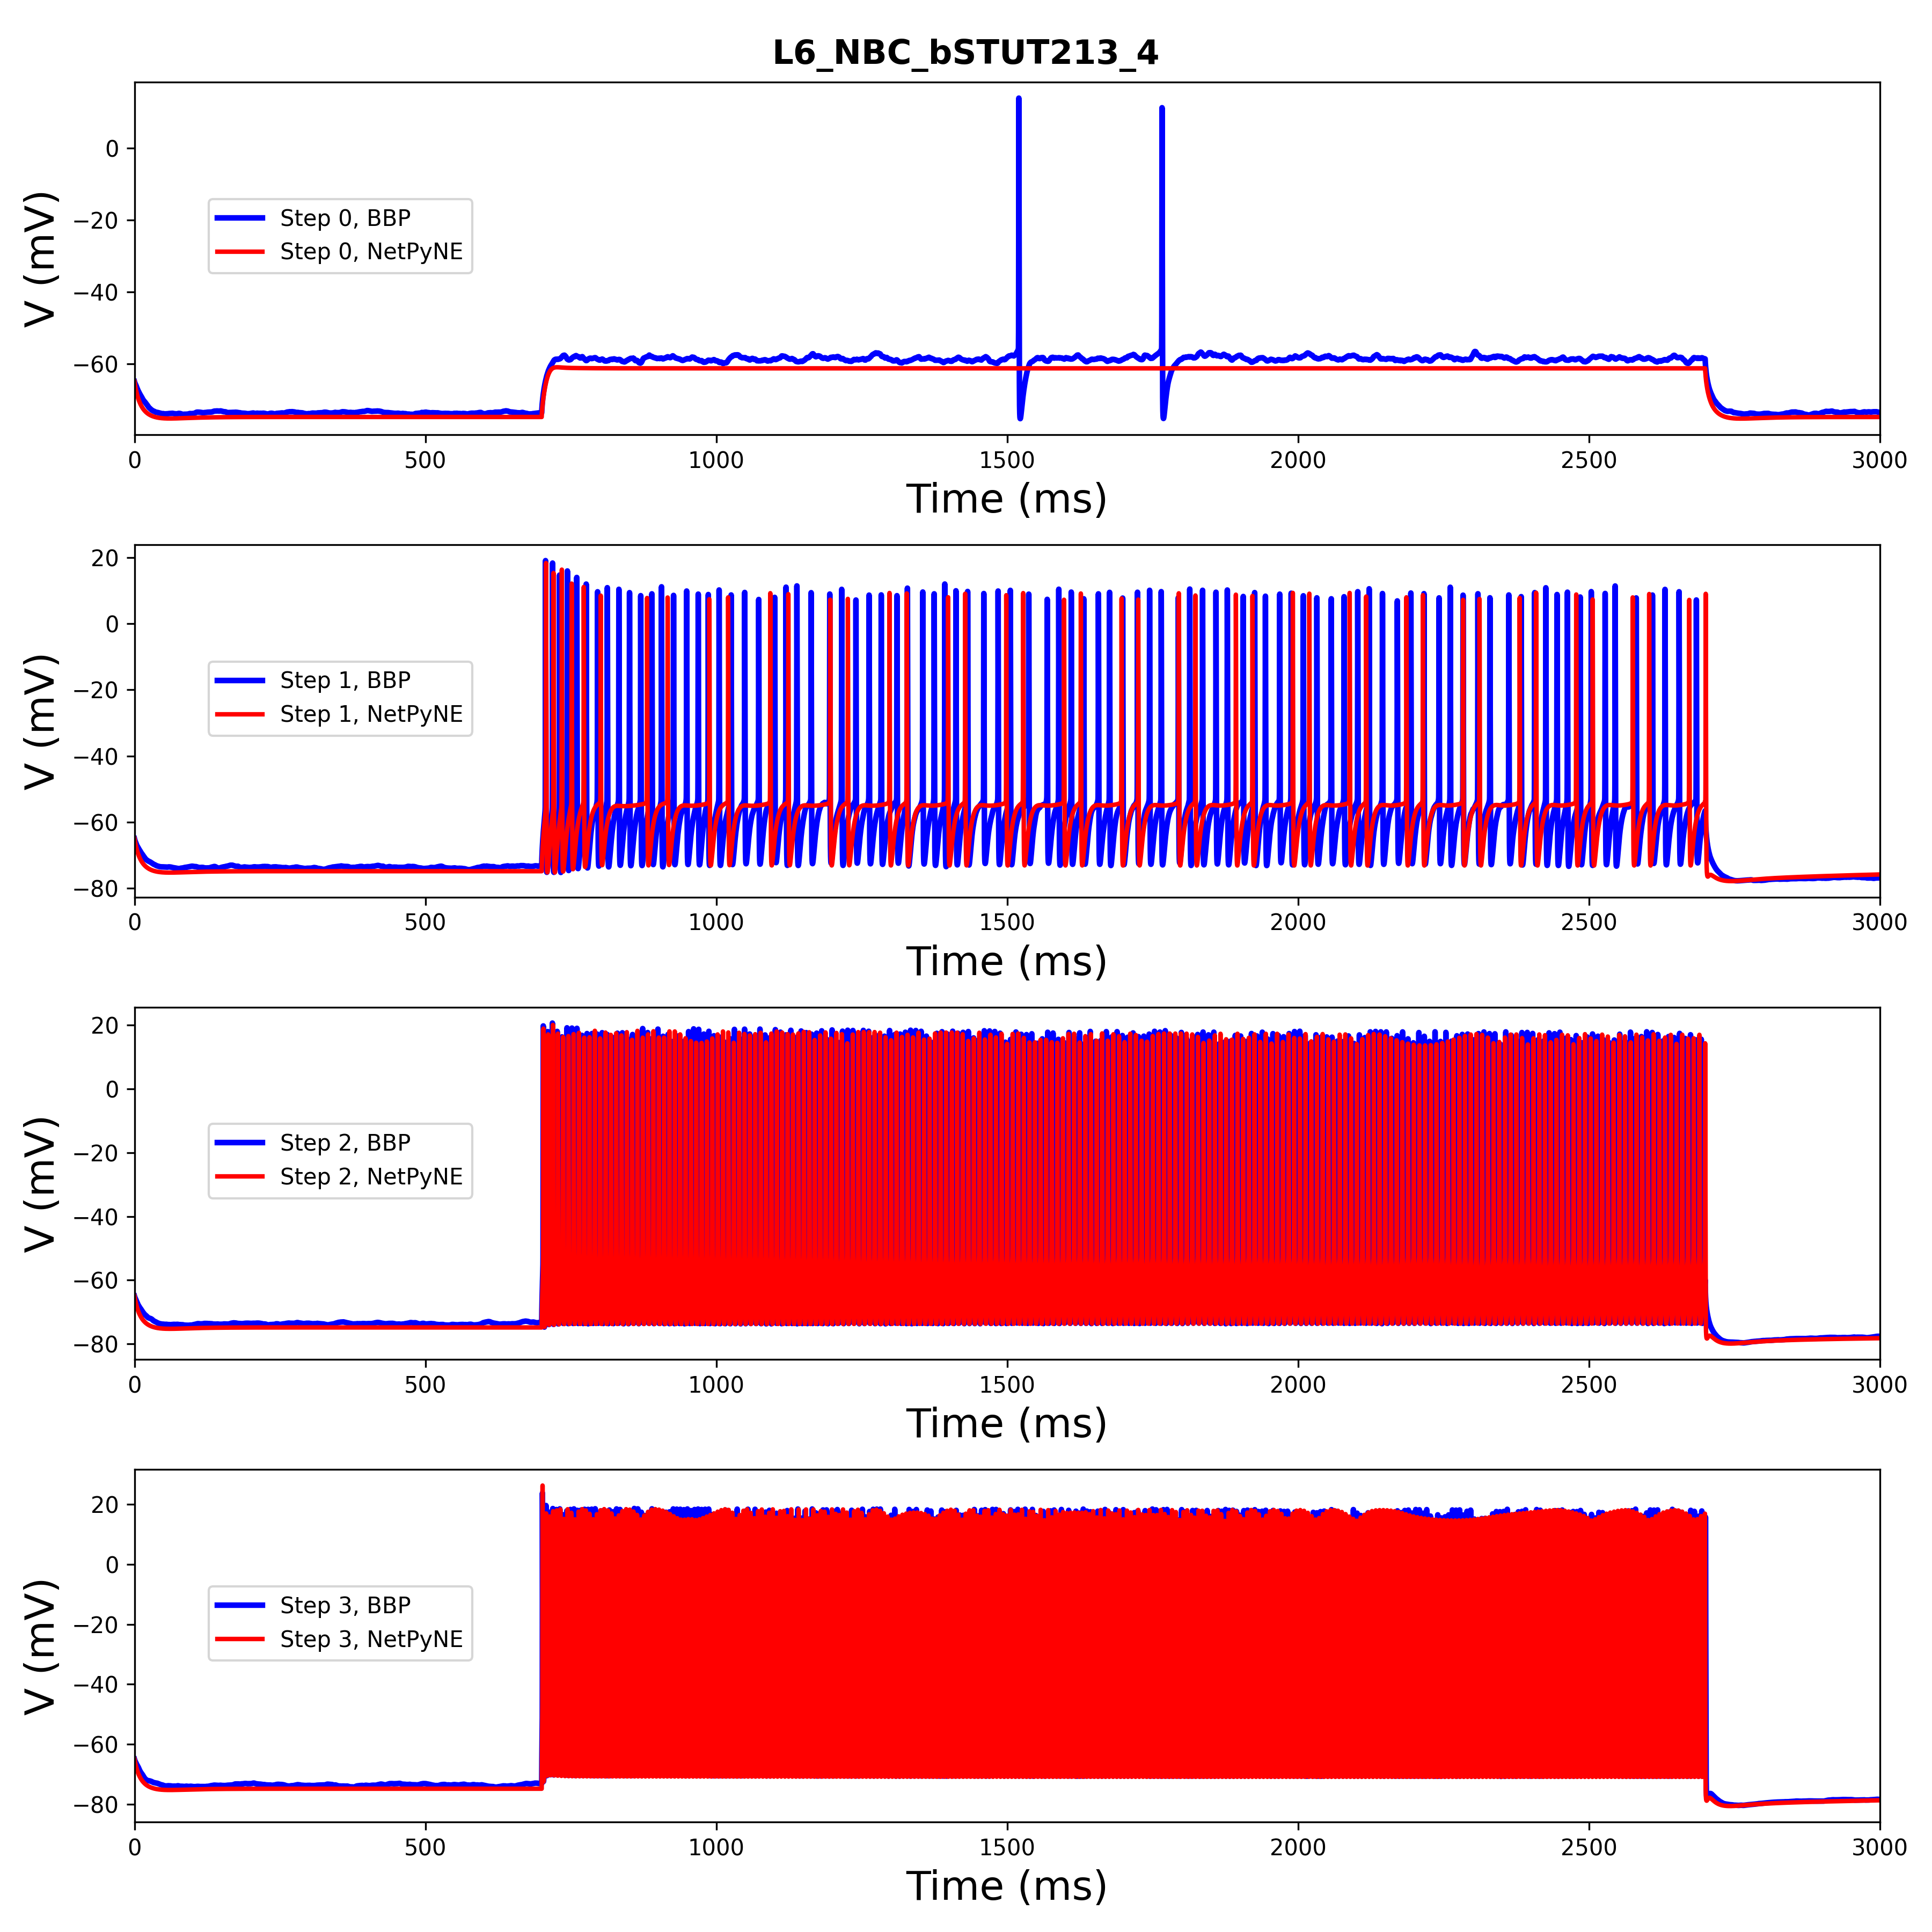 L6_NBC_bSTUT213_4
0
−20
−40
−60
V (mV)
Step 0, BBP
Step 0, NetPyNE
0 500 1000 1500 2000 2500 3000
Time (ms)
20
0
−20
−40
−60
−80
V (mV)
Step 1, BBP
Step 1, NetPyNE
0 500 1000 1500 2000 2500 3000
Time (ms)
20
0
−20
−40
−60
−80
V (mV)
Step 2, BBP
Step 2, NetPyNE
0 500 1000 1500 2000 2500 3000
Time (ms)
20
0
−20
−40
−60
−80
V (mV)
Step 3, BBP
Step 3, NetPyNE
0 500 1000 1500 2000 2500 3000
Time (ms)